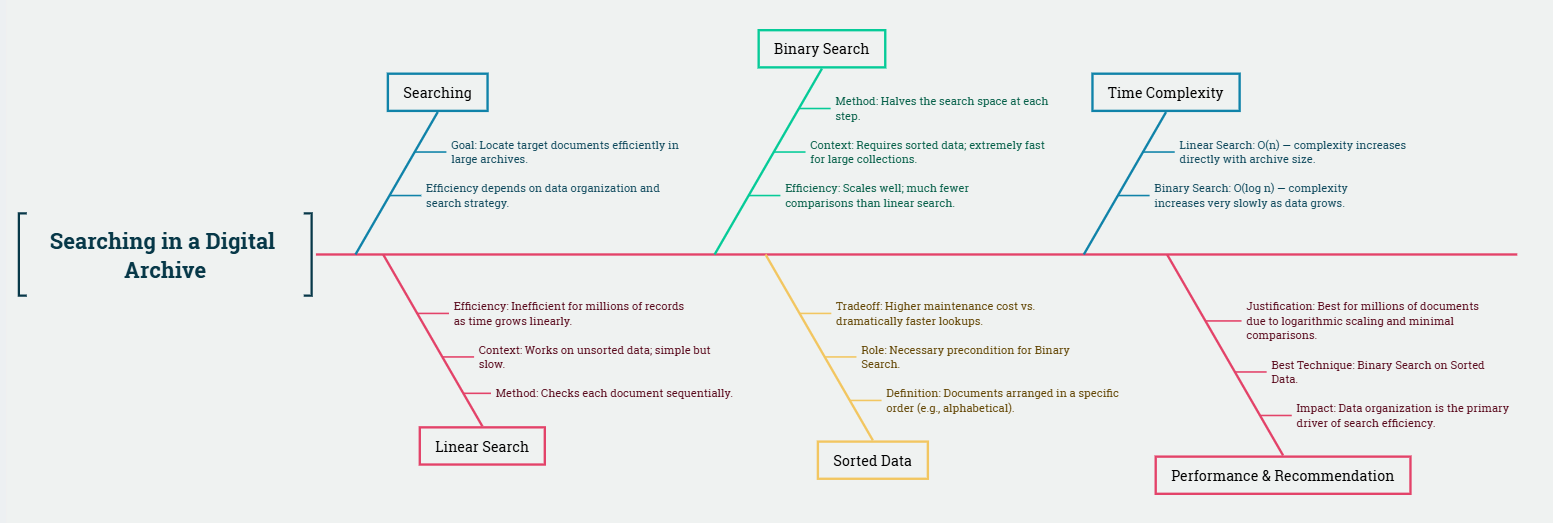 Searching in a Digital
Archive
Searching
Goal: Locate target documents efficiently in
large archives.
Efficiency depends on data organization and
search strategy.
Binary Search
Method: Halves the search space at each
step.
Context: Requires sorted data; extremely fast
for large collections.
Efficiency: Scales well; much fewer
comparisons than linear search.
Time Complexity
Linear Search: O(n) — complexity increases
directly with archive size.
Binary Search: O(log n) — complexity
increases very slowly as data grows.
Efficiency: Inefficient for millions of records
as time grows linearly.
Context: Works on unsorted data; simple but
slow.
Method: Checks each document sequentially.
Linear Search
Tradeoff: Higher maintenance cost vs.
dramatically faster lookups.
Role: Necessary precondition for Binary
Search.
Definition: Documents arranged in a specific
order (e.g., alphabetical).
Sorted Data
Justification: Best for millions of documents
due to logarithmic scaling and minimal
comparisons.
Best Technique: Binary Search on Sorted
Data.
Impact: Data organization is the primary
driver of search efficiency.
Performance & Recommendation